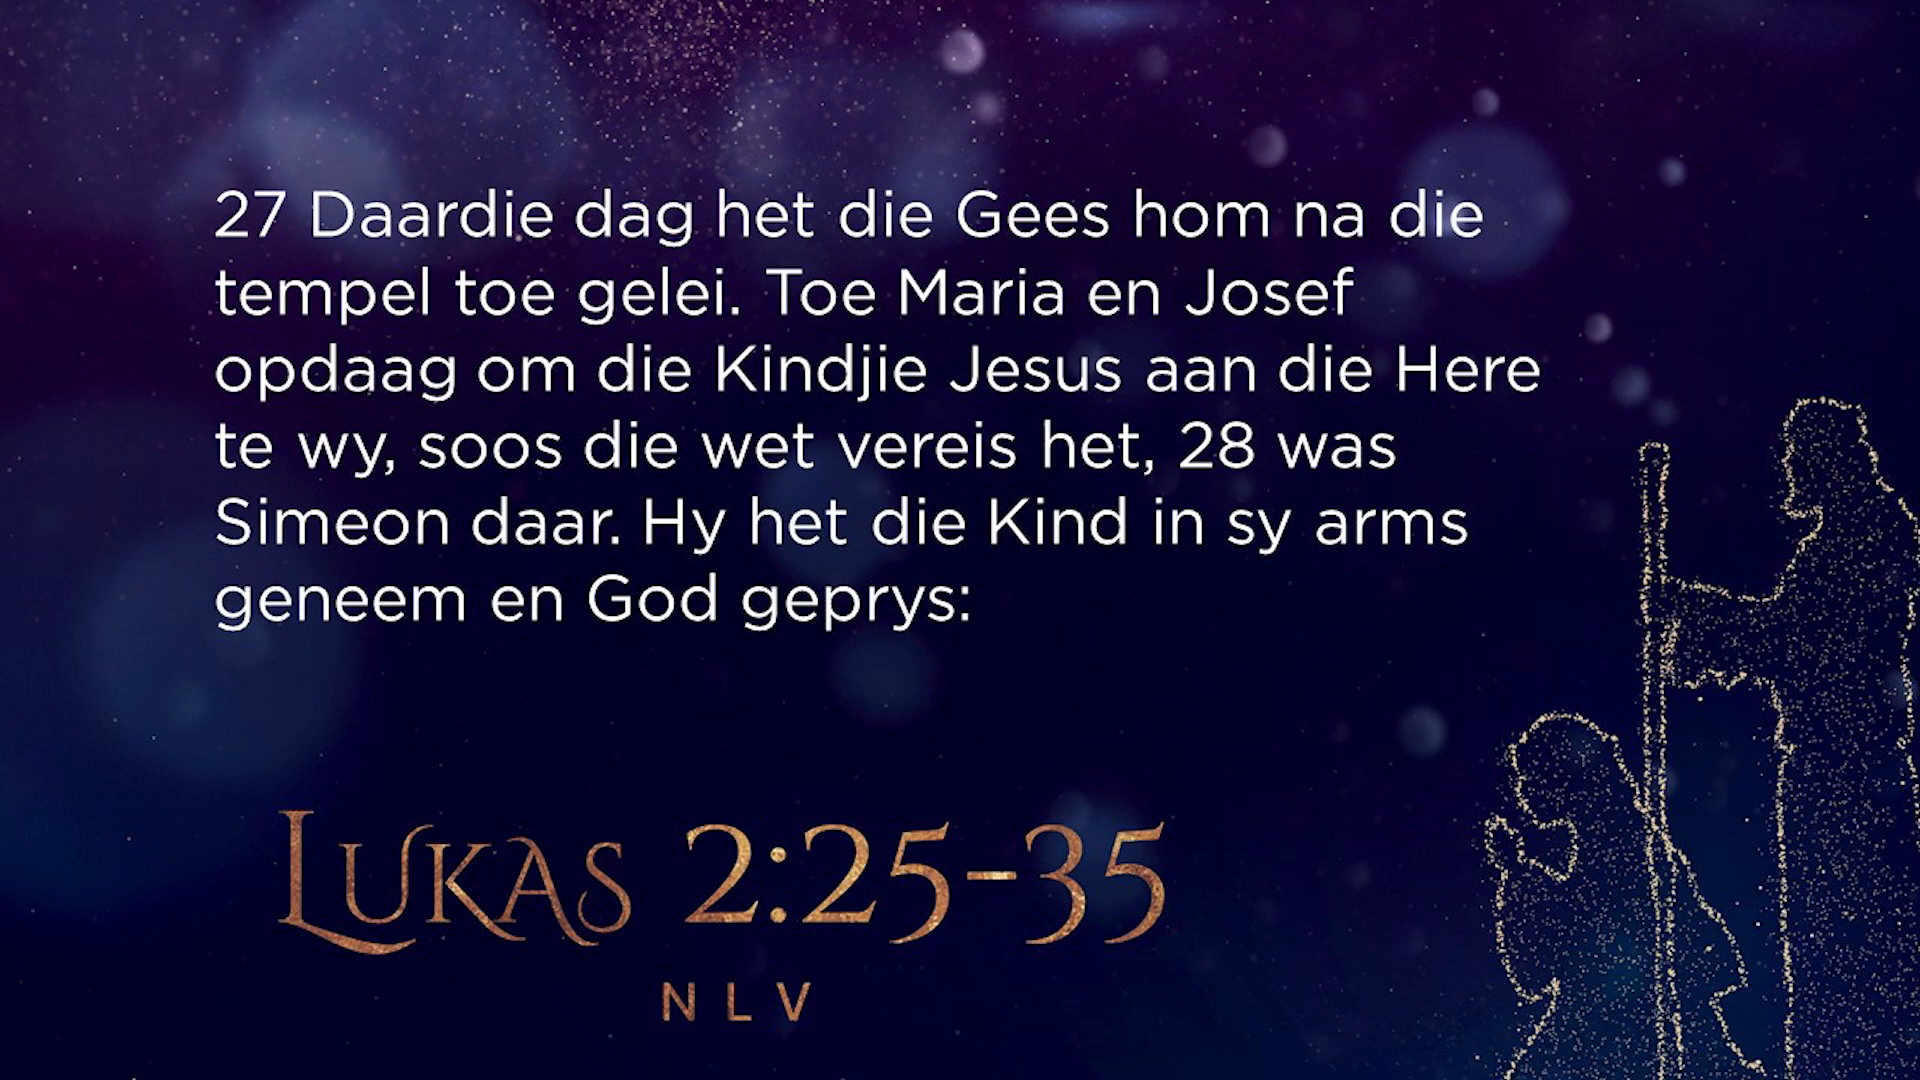 27 Daardie dag het die Gees hom na die
tempel toe gelei. Toe Maria en Josef
opdaag om die Kindjie Jesus aan die Here
te wy, soos die wet vereis het, 28 was
Simeon daar. Hy het die Kind in sy arms
geneem en God geprys:
Lukas 2:25-35
NLV